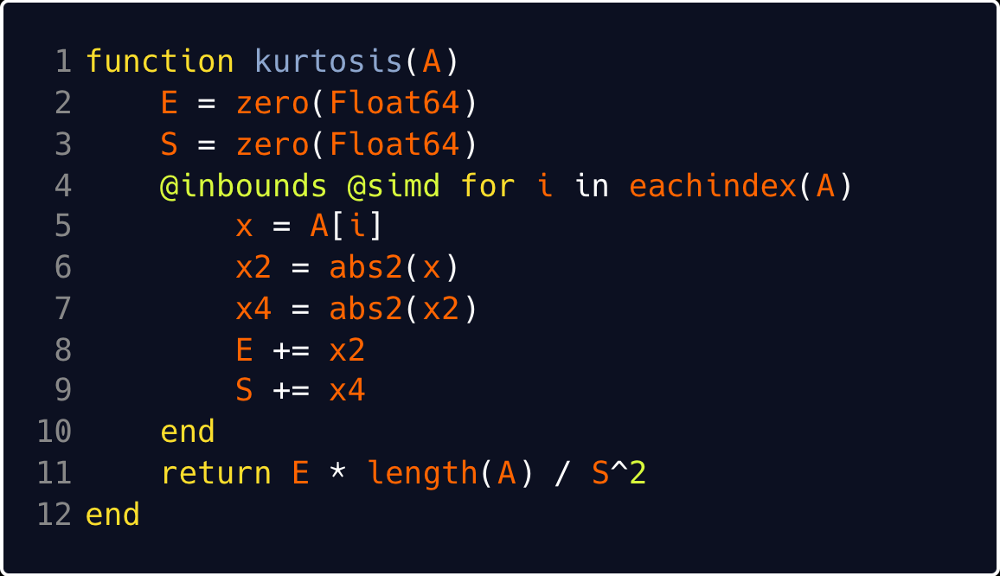 1 function kurtosis(A)
2     E = zero(Float64)
3     S = zero(Float64)
4     @inbounds @simd for i in eachindex(A)
5         x = A[i]
6         x2 = abs2(x)
7         x4 = abs2(x2)
8         E += x2
9         S += x4
10     end
11     return E * length(A) / S^2
12 end